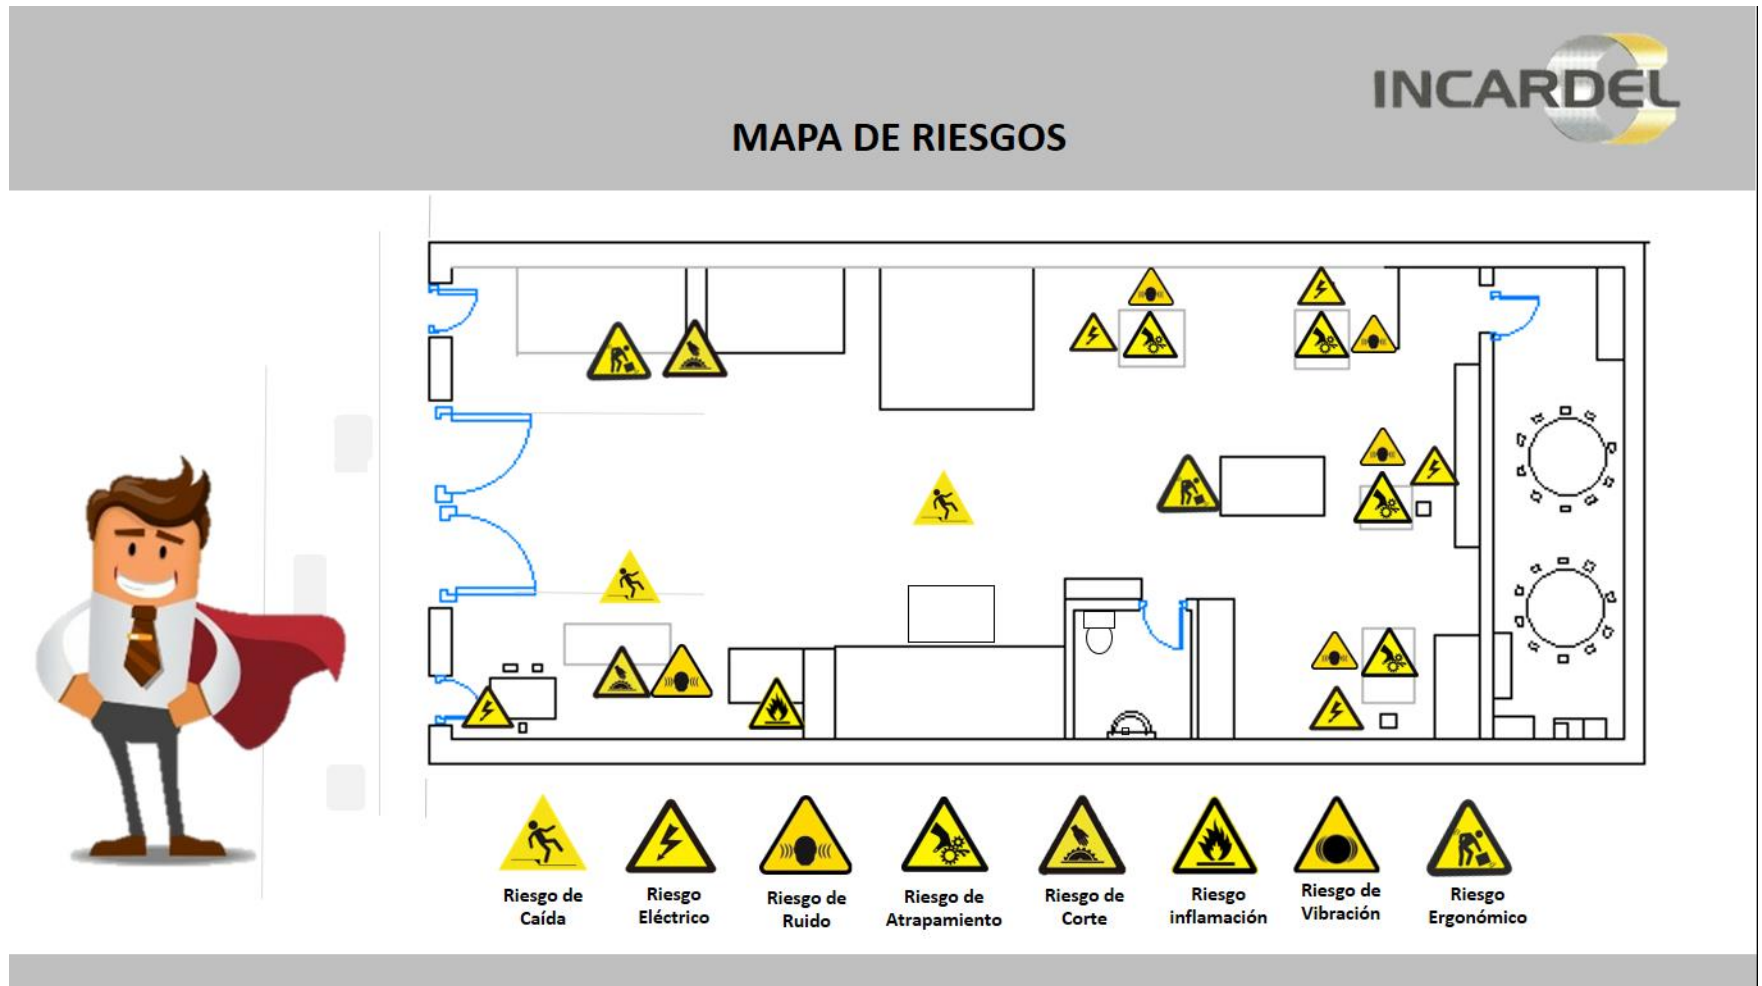 INCARDEL
MAPA DE RIESGOS
Riesgo de
Caída
Riesgo
Eléctrico
Riesgo de
Ruido
Riesgo de
Atrapamiento
Riesgo de
Corte
Riesgo
inflamación
Riesgo de
Vibración
Riesgo
Ergonómico